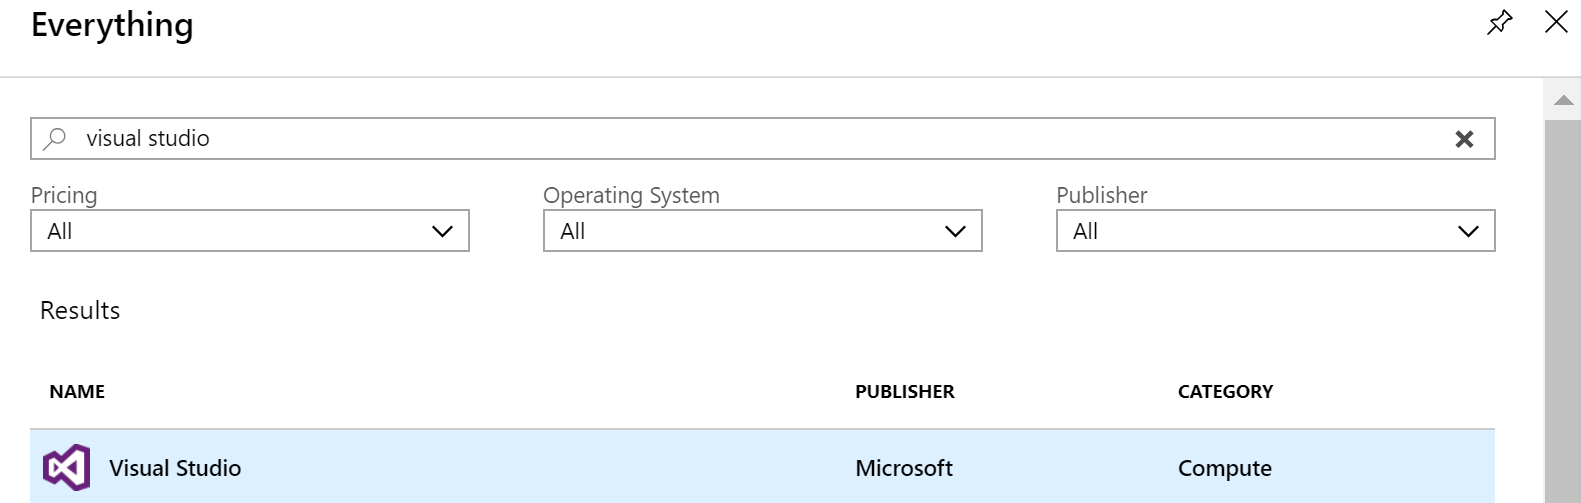 Everything
visual studio
Pricing Operating System Publisher
All All All
Results
NAME PUBLISHER CATEGORY
Visual Studio Microsoft Compute